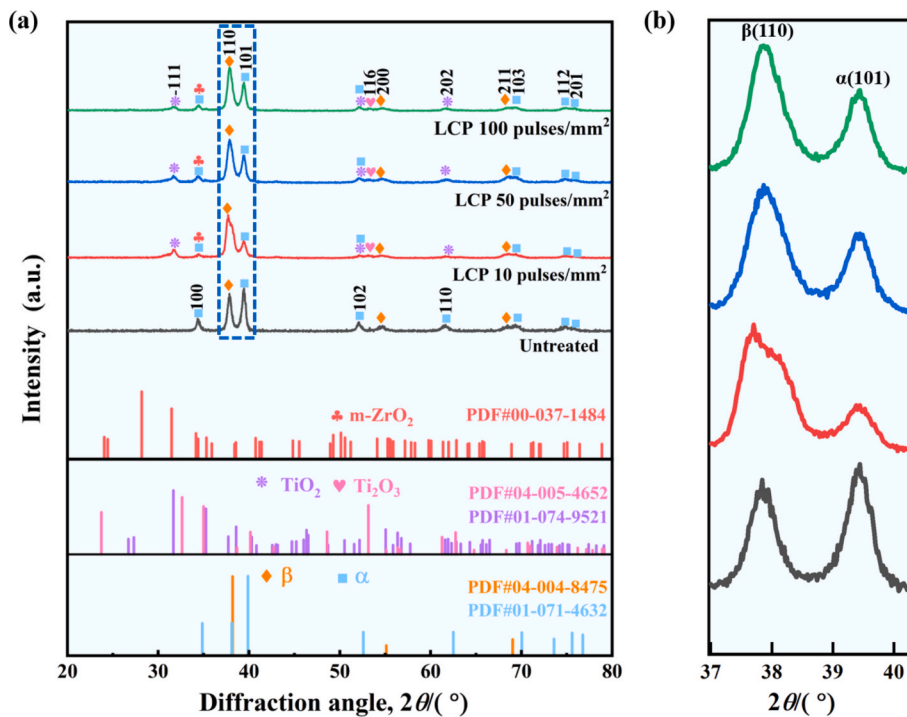 (a)
-111
110
101
116
200
202
211
103
112
201
LCP 100 pulses/mm²
LCP 50 pulses/mm²
LCP 10 pulses/mm²
100
102
110
Untreated
m-ZrO₂
PDF#00-037-1484
TiO₂
Ti₂O₃
PDF#04-005-4652
PDF#01-074-9521
β
α
PDF#04-004-8475
PDF#01-071-4632
20 30 40 50 60 70 80
Diffraction angle, 2θ/( °)
Intensity (a.u.)
(b)
β(110)
α(101)
37 38 39 40
2θ/( °)